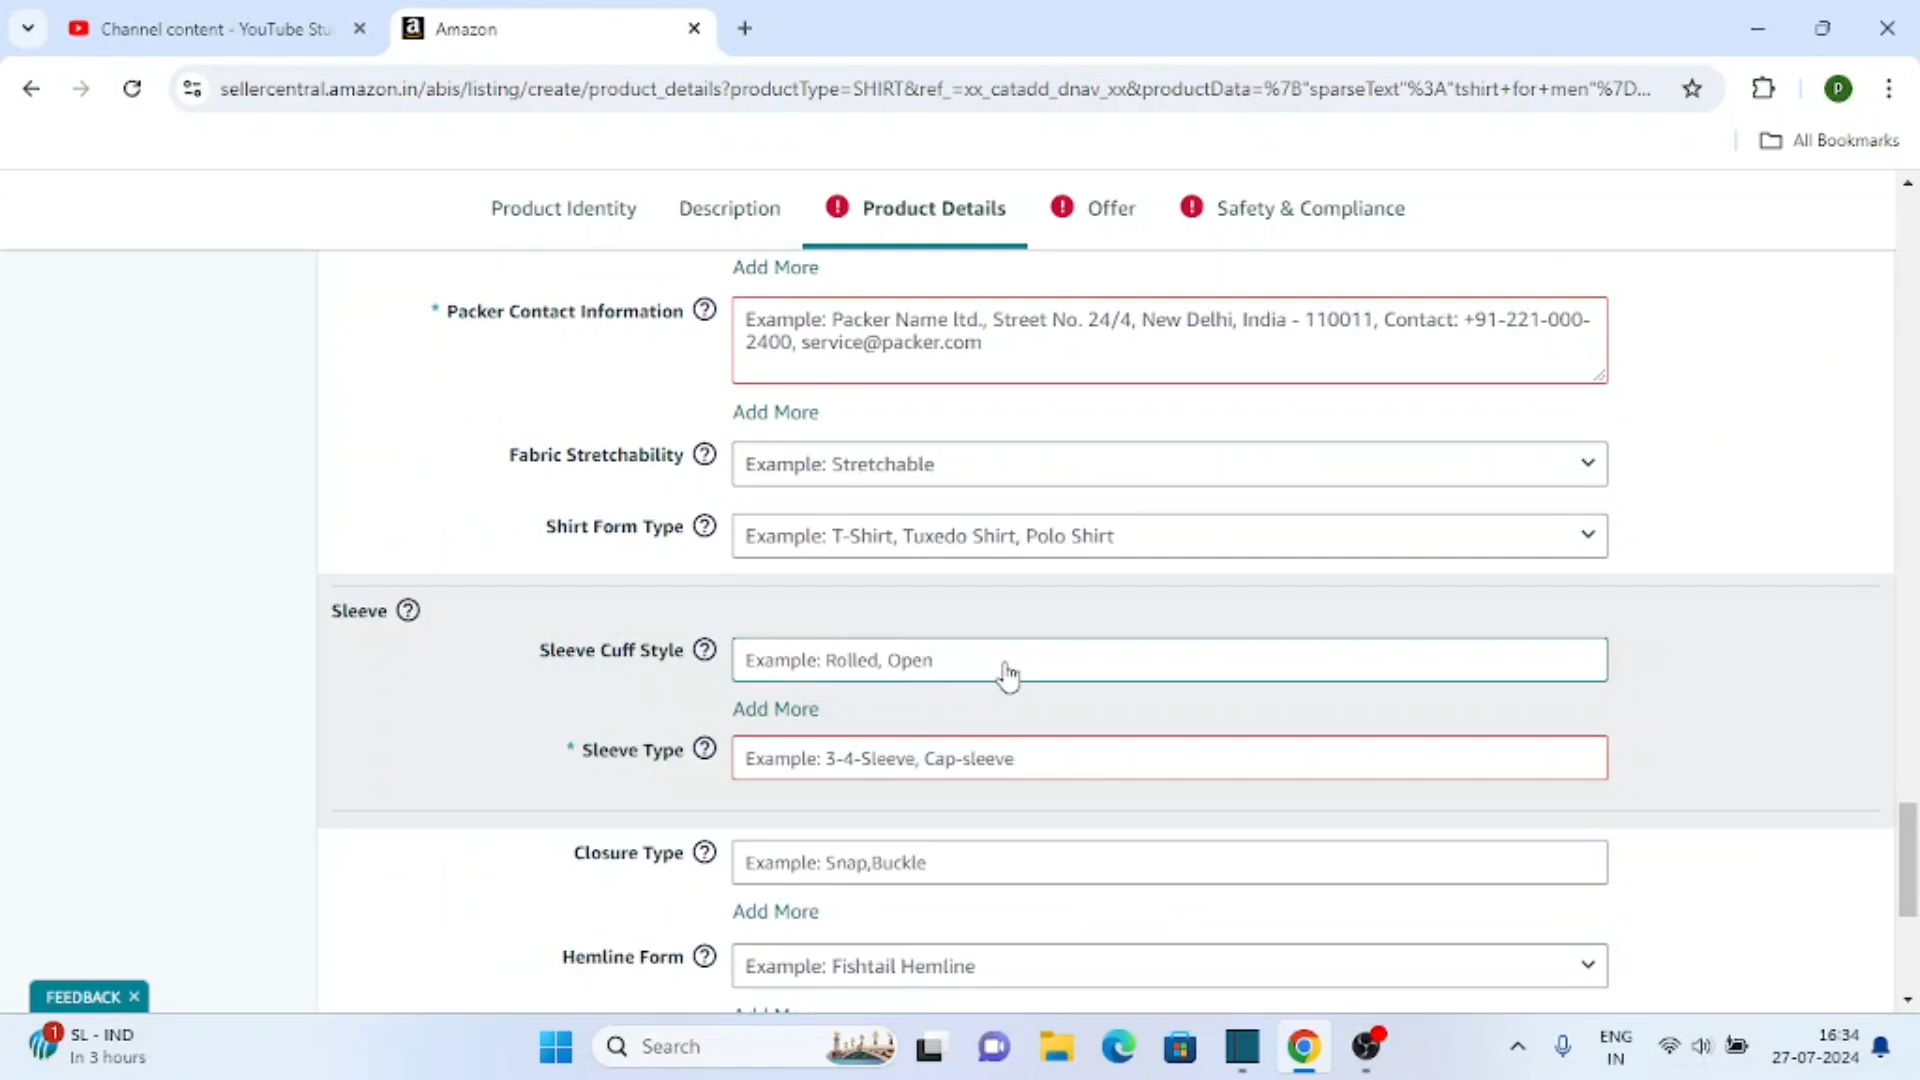 Channel content - YouTube Stu
Amazon
sellercentral.amazon.in/abis/listing/create/product_details?productType=SHIRT&ref_=xx_catadd_dnav_xx&productData=%7B"sparseText"%3A"tshirt+for+men"%7D...
P
All Bookmarks
Product Identity
Description
Product Details
Offer
Safety & Compliance
Add More
* Packer Contact Information
Example: Packer Name ltd., Street No. 24/4, New Delhi, India - 110011, Contact: +91-221-000-
2400, service@packer.com
Add More
Fabric Stretchability
Example: Stretchable
Shirt Form Type
Example: T-Shirt, Tuxedo Shirt, Polo Shirt
Sleeve
Sleeve Cuff Style
Example: Rolled, Open
Add More
* Sleeve Type
Example: 3-4-Sleeve, Cap-sleeve
Closure Type
Example: Snap,Buckle
Add More
Hemline Form
Example: Fishtail Hemline
Add More
FEEDBACK
1
SL - IND
In 3 hours
Search
ENG
IN
16:34
27-07-2024